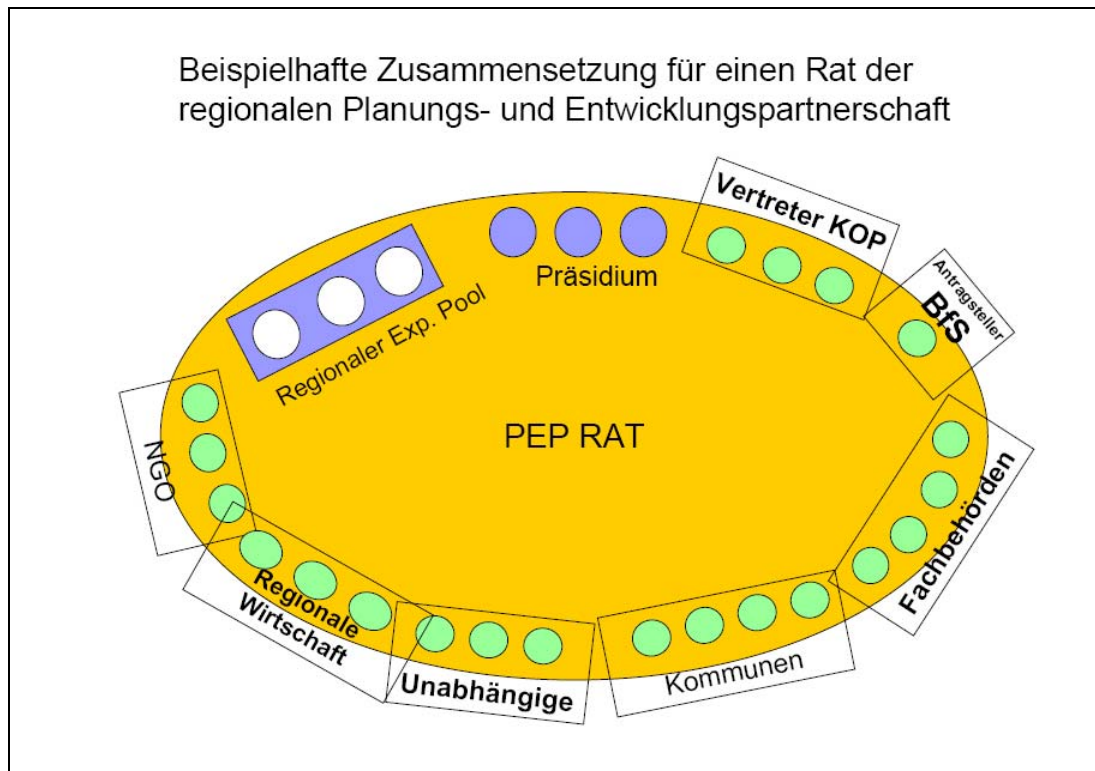 Beispielhafte Zusammensetzung für einen Rat der
regionalen Planungs- und Entwicklungspartnerschaft
Vertreter KOP
Präsidium
Antragsteller
BfS
Regionaler Exp. Pool
PEP RAT
NGO
Fachbehörden
Regionale
Wirtschaft
Unabhängige
Kommunen